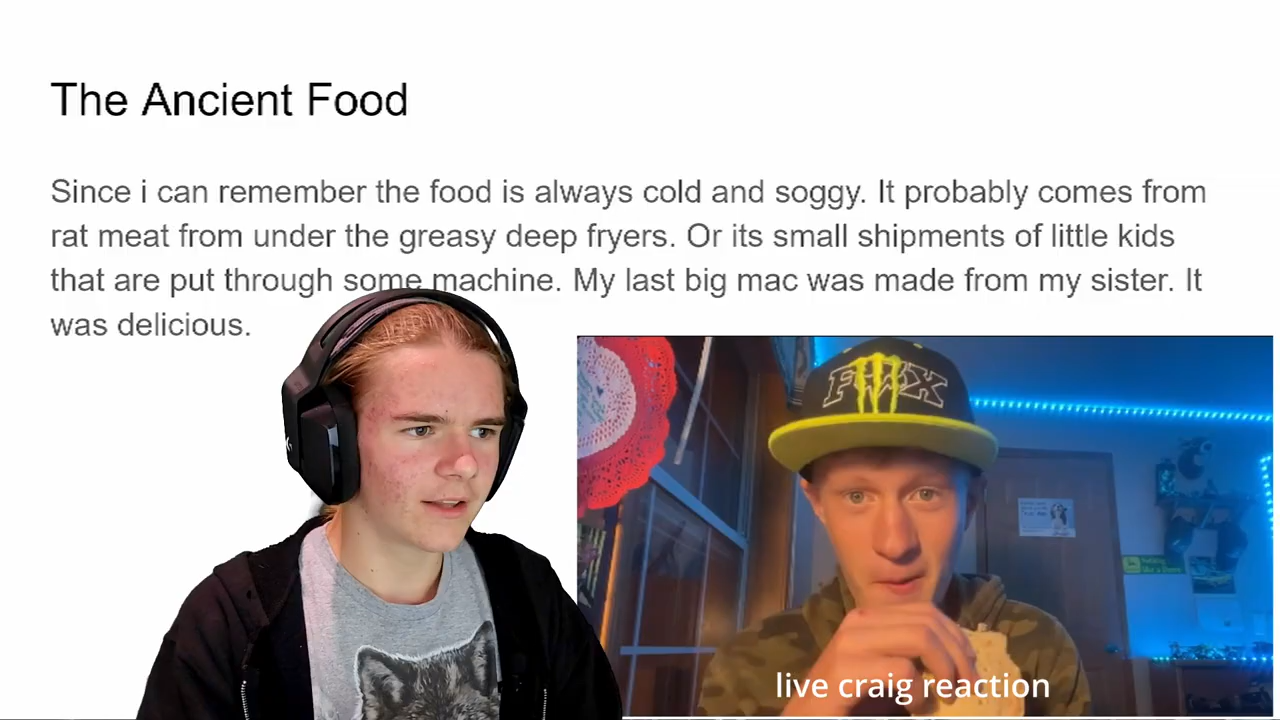 The Ancient Food
Since i can remember the food is always cold and soggy. It probably comes from
rat meat from under the greasy deep fryers. Or its small shipments of little kids
that are put through some machine. My last big mac was made from my sister. It
was delicious.
FOX
live craig reaction